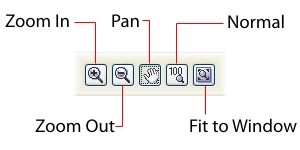 Zoom In
Pan
Normal
100
Zoom Out
Fit to Window